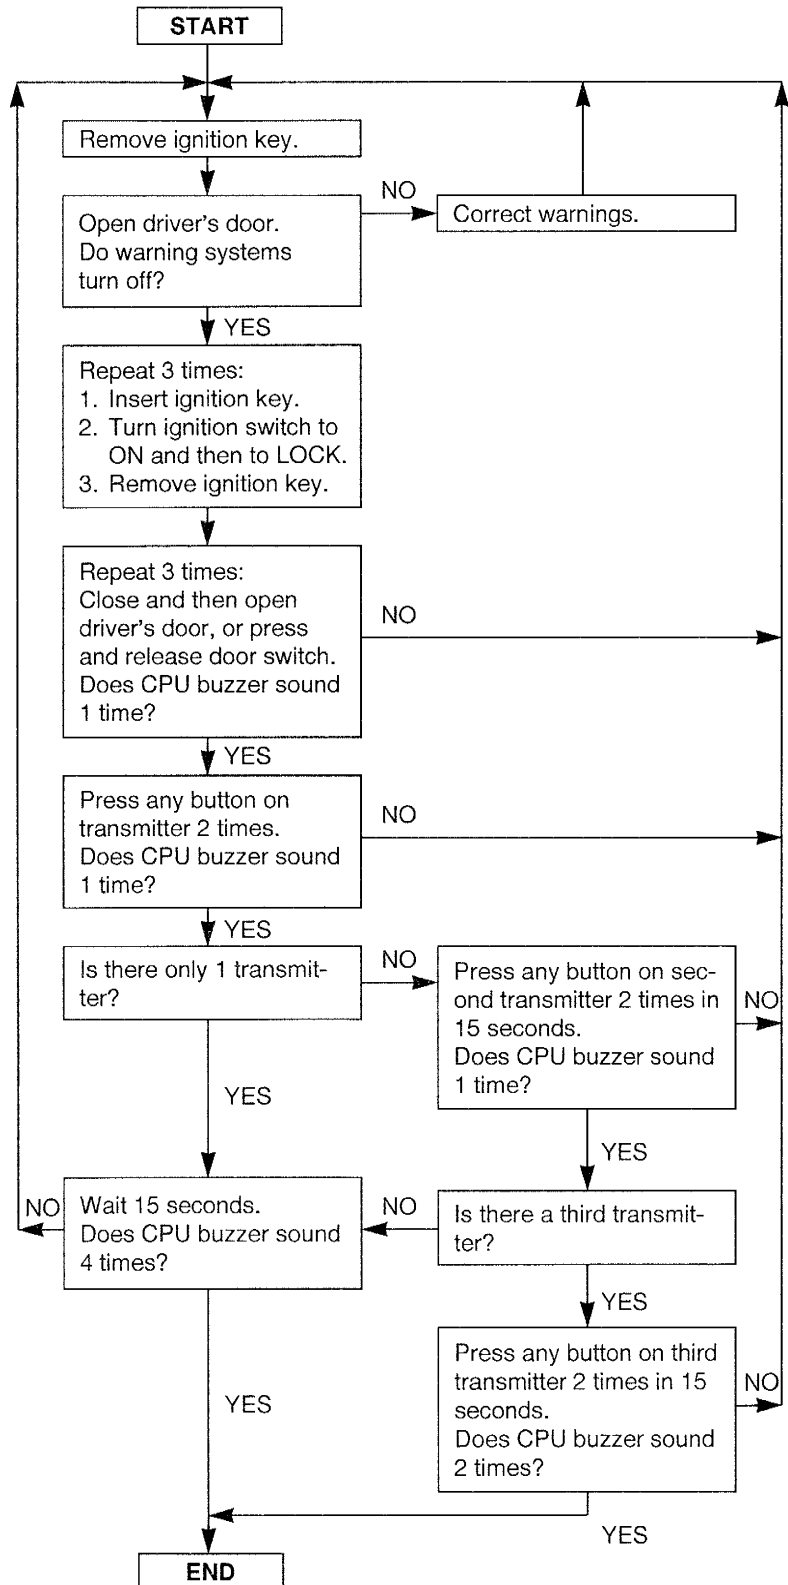 START
Remove ignition key.
Open driver's door.
Do warning systems
turn off?
NO
Correct warnings.
YES
Repeat 3 times:
1. Insert ignition key.
2. Turn ignition switch to
ON and then to LOCK.
3. Remove ignition key.
Repeat 3 times:
Close and then open
driver's door, or press
and release door switch.
Does CPU buzzer sound
1 time?
NO
YES
Press any button on
transmitter 2 times.
Does CPU buzzer sound
1 time?
NO
YES
Is there only 1 transmit-
ter?
NO
Press any button on sec-
ond transmitter 2 times in
15 seconds.
Does CPU buzzer sound
1 time?
NO
YES
YES
NO
Wait 15 seconds.
Does CPU buzzer sound
4 times?
NO
Is there a third transmit-
ter?
YES
Press any button on third
transmitter 2 times in 15
seconds.
Does CPU buzzer sound
2 times?
NO
YES
YES
END